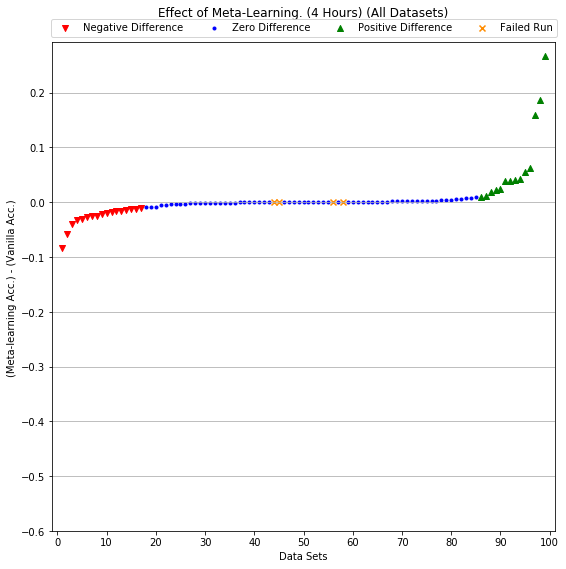 Effect of Meta-Learning. (4 Hours) (All Datasets)
Negative Difference Zero Difference Positive Difference Failed Run
0.2
0.1
0.0
−0.1
−0.2
−0.3
−0.4
−0.5
−0.6
(Meta-learning Acc.) - (Vanilla Acc.)
0 10 20 30 40 50 60 70 80 90 100
Data Sets